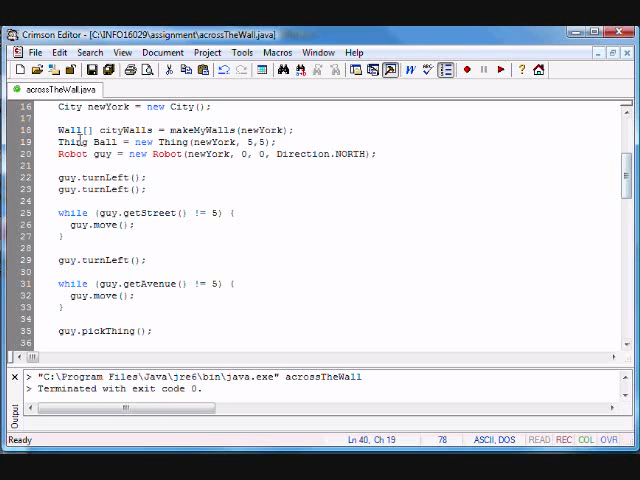 Crimson Editor - [C:\INFO16029\assignment\acrossTheWall.java]
File Edit Search View Document Project Tools Macros Window Help
acrossTheWall.java
16 City newYork = new City();
17
18 Wall[] cityWalls = makeMyWalls(newYork);
19 Thing Ball = new Thing(newYork, 5,5);
20 Robot guy = new Robot(newYork, 0, 0, Direction.NORTH);
21
22 guy.turnLeft();
23 guy.turnLeft();
24
25 while (guy.getStreet() != 5) {
26 guy.move();
27 }
28
29 guy.turnLeft();
30
31 while (guy.getAvenue() != 5) {
32 guy.move();
33 }
34
35 guy.pickThing();
36
> "C:\Program Files\Java\jre6\bin\java.exe" acrossTheWall
> Terminated with exit code 0.
Output
Ready Ln 40, Ch 19 78 ASCII, DOS READ REC COL OVR